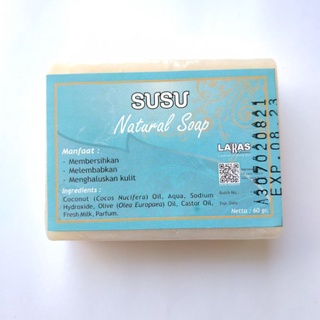 SUSU
Natural Soap
Manfaat :
- Membersihkan
- Melembabkan
- Menghaluskan kulit
Ingredients :
Coconut (Cocos Nucifera) Oil, Aqua, Sodium
Hydroxide, Olive (Olea Europaea) Oil, Castor Oil,
Fresh Milk, Parfum.
LARAS
Netto : 60 gr.
A307020821
EXP.08.23